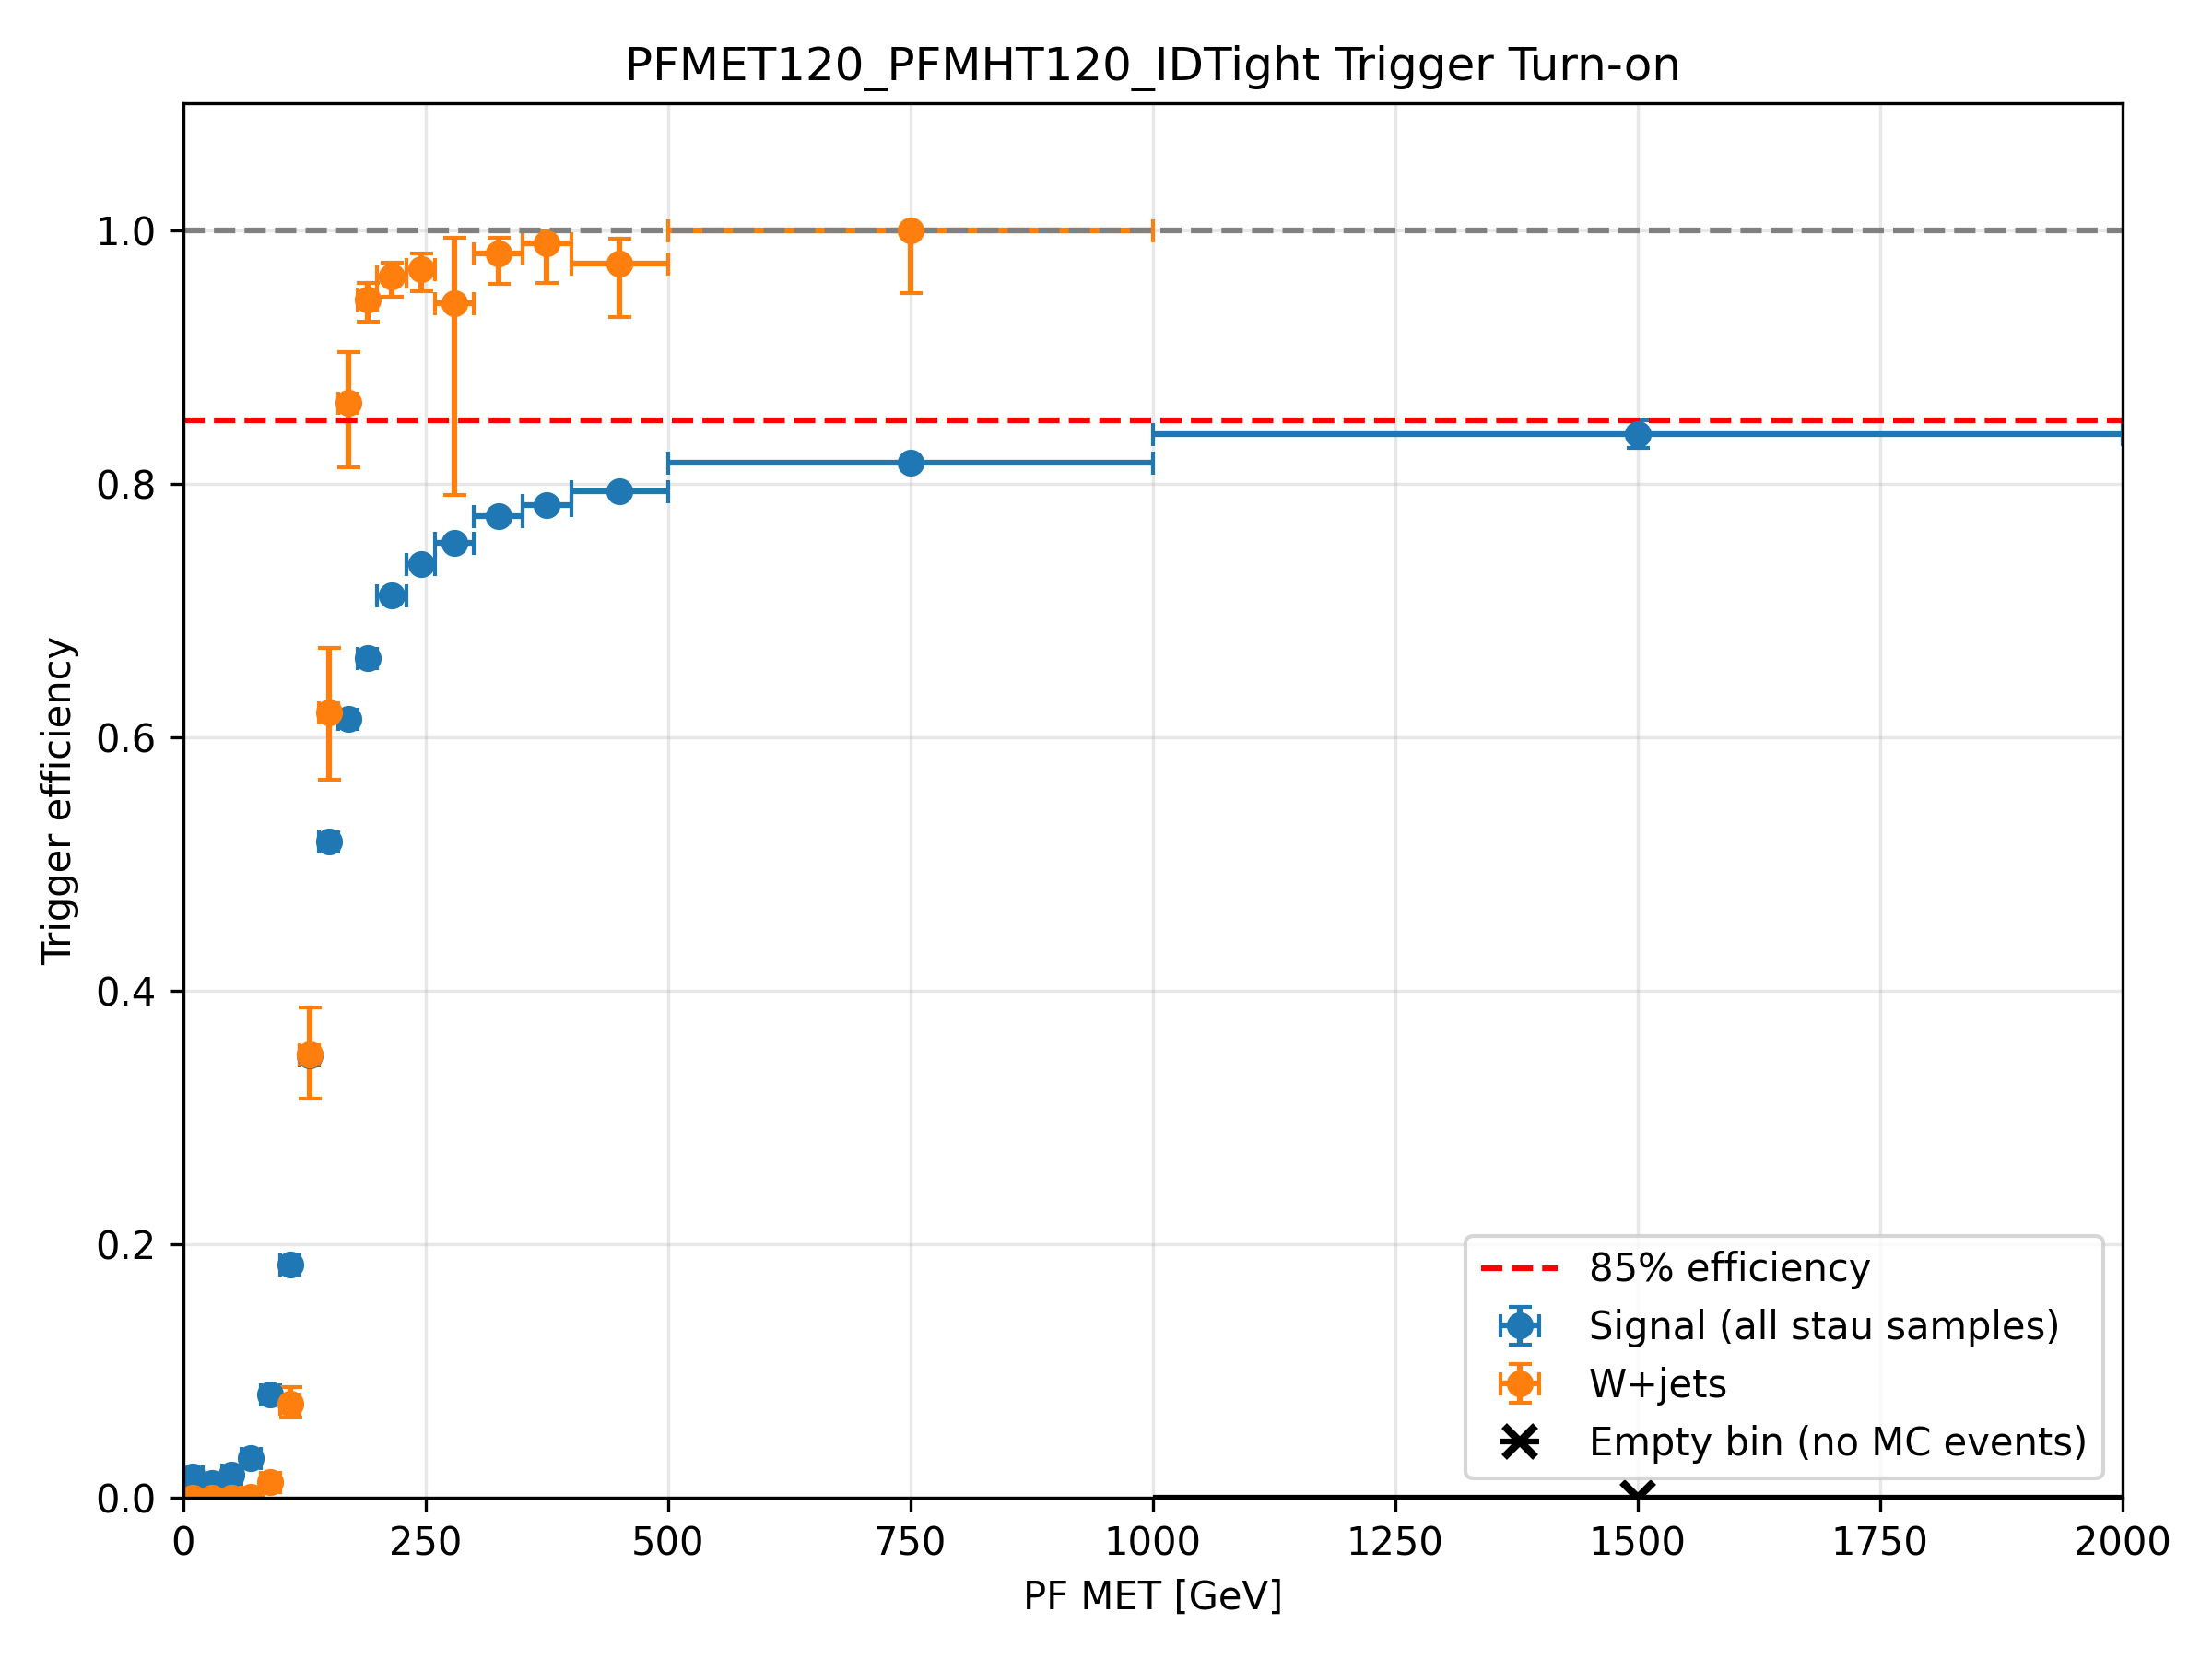 PFMET120_PFMHT120_IDTight Trigger Turn-on
Trigger efficiency
1.0
0.8
0.6
0.4
0.2
0.0
85% efficiency
Signal (all stau samples)
W+jets
Empty bin (no MC events)
0 250 500 750 1000 1250 1500 1750 2000
PF MET [GeV]